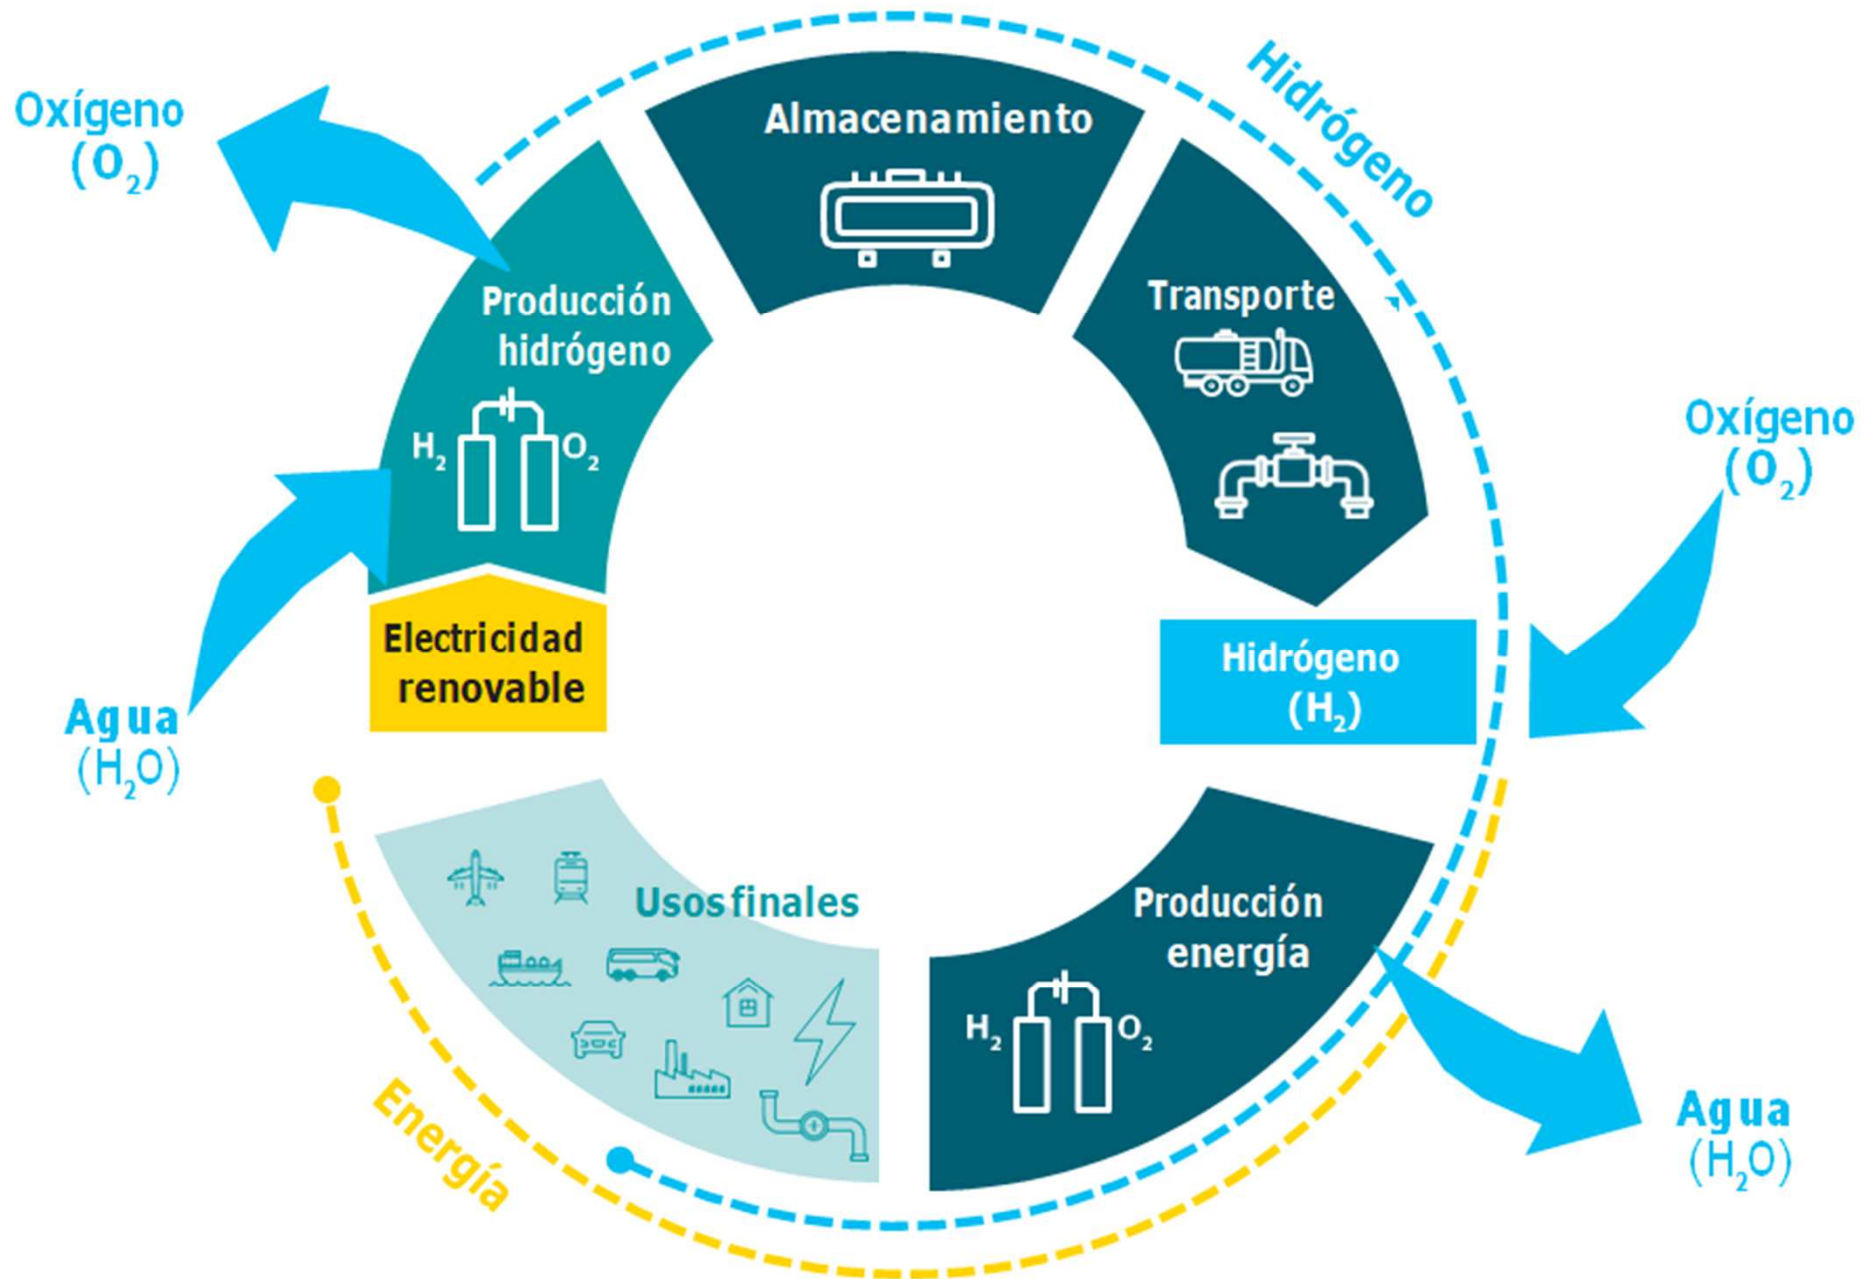 Hidrógeno
Oxígeno
(O₂)
Almacenamiento
Producción
hidrógeno
H₂
O₂
Transporte
Oxígeno
(O₂)
Electricidad
renovable
Hidrógeno
(H₂)
Agua
(H₂O)
Usos finales
Producción
energía
H₂
O₂
Energía
Agua
(H₂O)